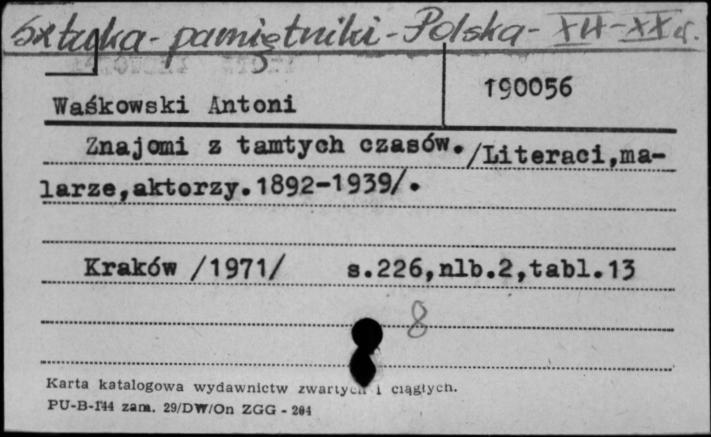 Sztuka - pamiętniki - Polska - XIX-XX w.
Waśkowski Antoni
190056
Znajomi z tamtych czasów./Literaci,ma-
larze,aktorzy.1892-1939/.
Kraków /1971/ s.226,nlb.2,tabl.13
8
Karta katalogowa wydawnictw zwartych i ciągłych.
PU-B-144 zam. 29/DW/On ZGG - 204